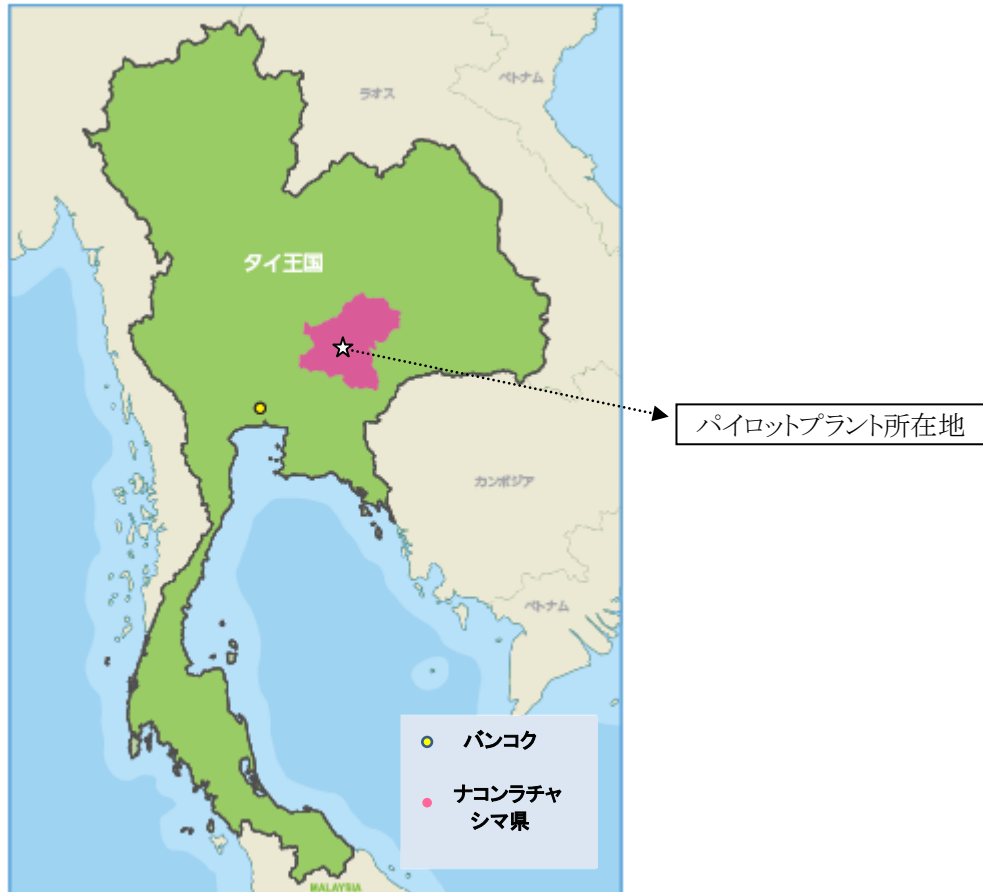 ラオス
ベトナム
タイ王国
パイロットプラント所在地
カンボジア
ベトナム
バンコク
ナコンラチャ
シマ県
MALAYSIA